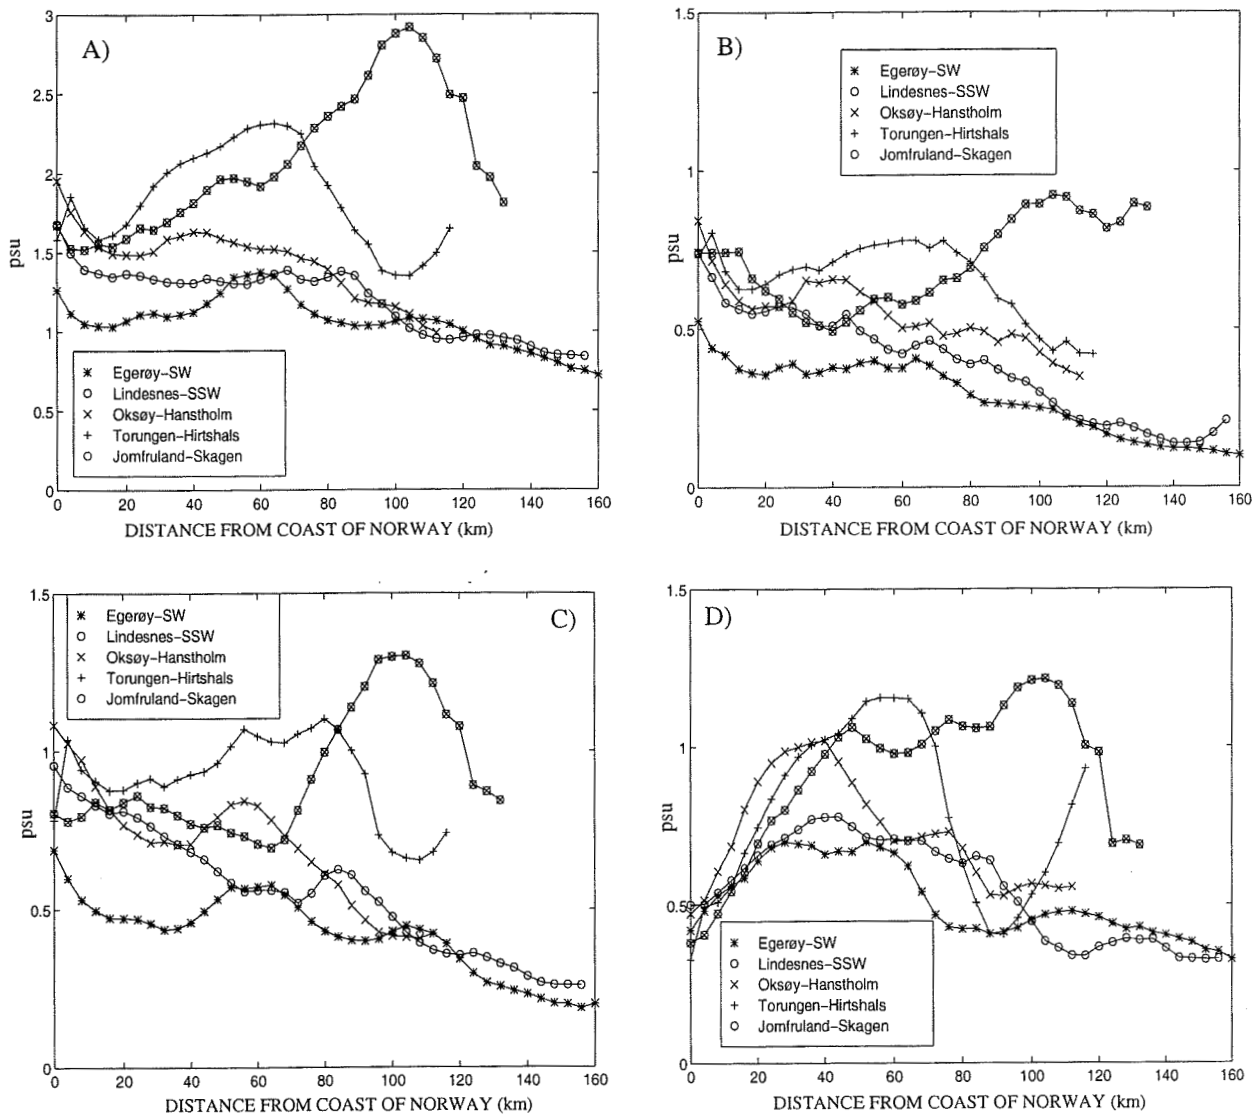 A)
3
2.5
2
1.5
1
0.5
0
psu
Egerøy-SW
Lindesnes-SSW
Oksøy-Hanstholm
Torungen-Hirtshals
Jomfruland-Skagen
0 20 40 60 80 100 120 140 160
DISTANCE FROM COAST OF NORWAY (km)
B)
1.5
1
0.5
0
psu
Egerøy-SW
Lindesnes-SSW
Oksøy-Hanstholm
Torungen-Hirtshals
Jomfruland-Skagen
0 20 40 60 80 100 120 140 160
DISTANCE FROM COAST OF NORWAY (km)
C)
1.5
1
0.5
0
psu
Egerøy-SW
Lindesnes-SSW
Oksøy-Hanstholm
Torungen-Hirtshals
Jomfruland-Skagen
0 20 40 60 80 100 120 140 160
DISTANCE FROM COAST OF NORWAY (km)
D)
1.5
1
0.5
0
psu
Egerøy-SW
Lindesnes-SSW
Oksøy-Hanstholm
Torungen-Hirtshals
Jomfruland-Skagen
0 20 40 60 80 100 120 140 160
DISTANCE FROM COAST OF NORWAY (km)